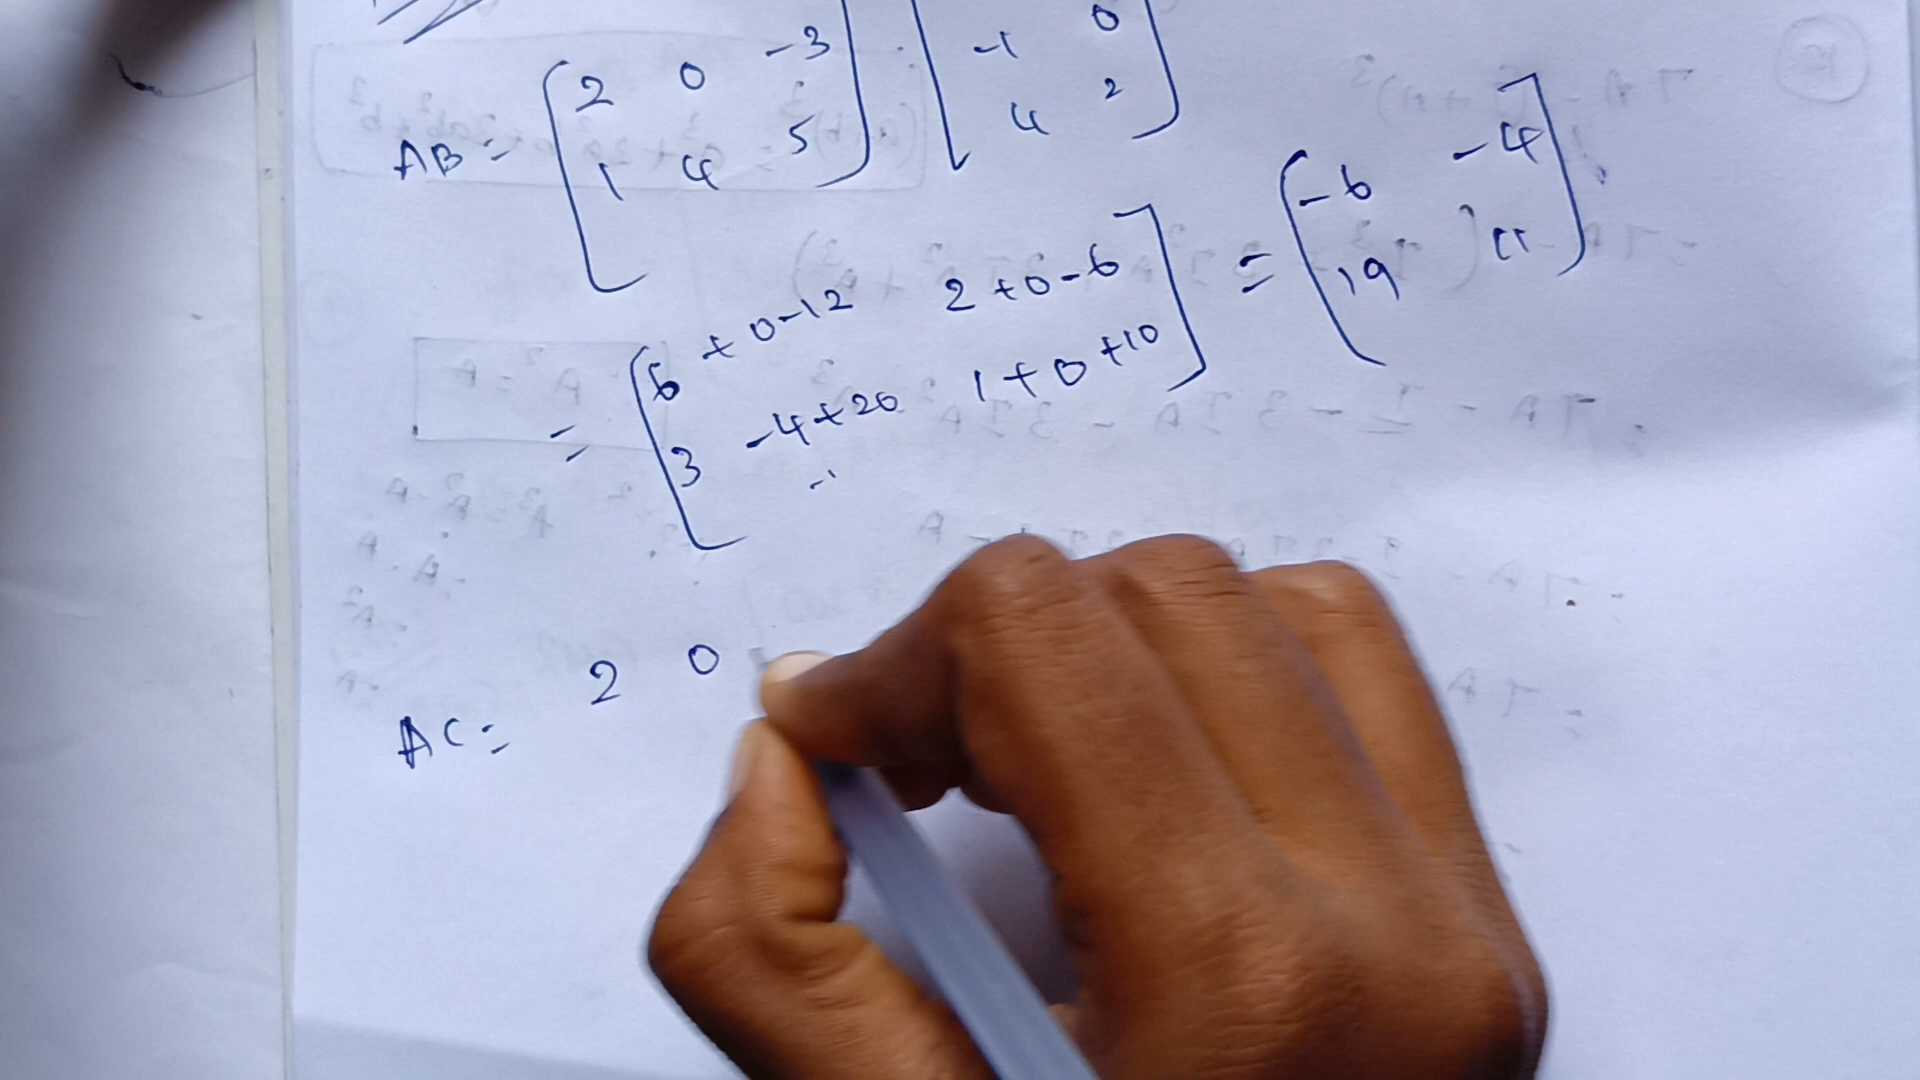 AB = [ 2 0 -3 ] [
1 4 5 -1 0
4 2
= [ 6 + 0 - 12 2 + 0 - 6 ] = [ -6 -4 ]
3 - 4 + 20 1 + 0 + 10 19 11
AC = 2 0